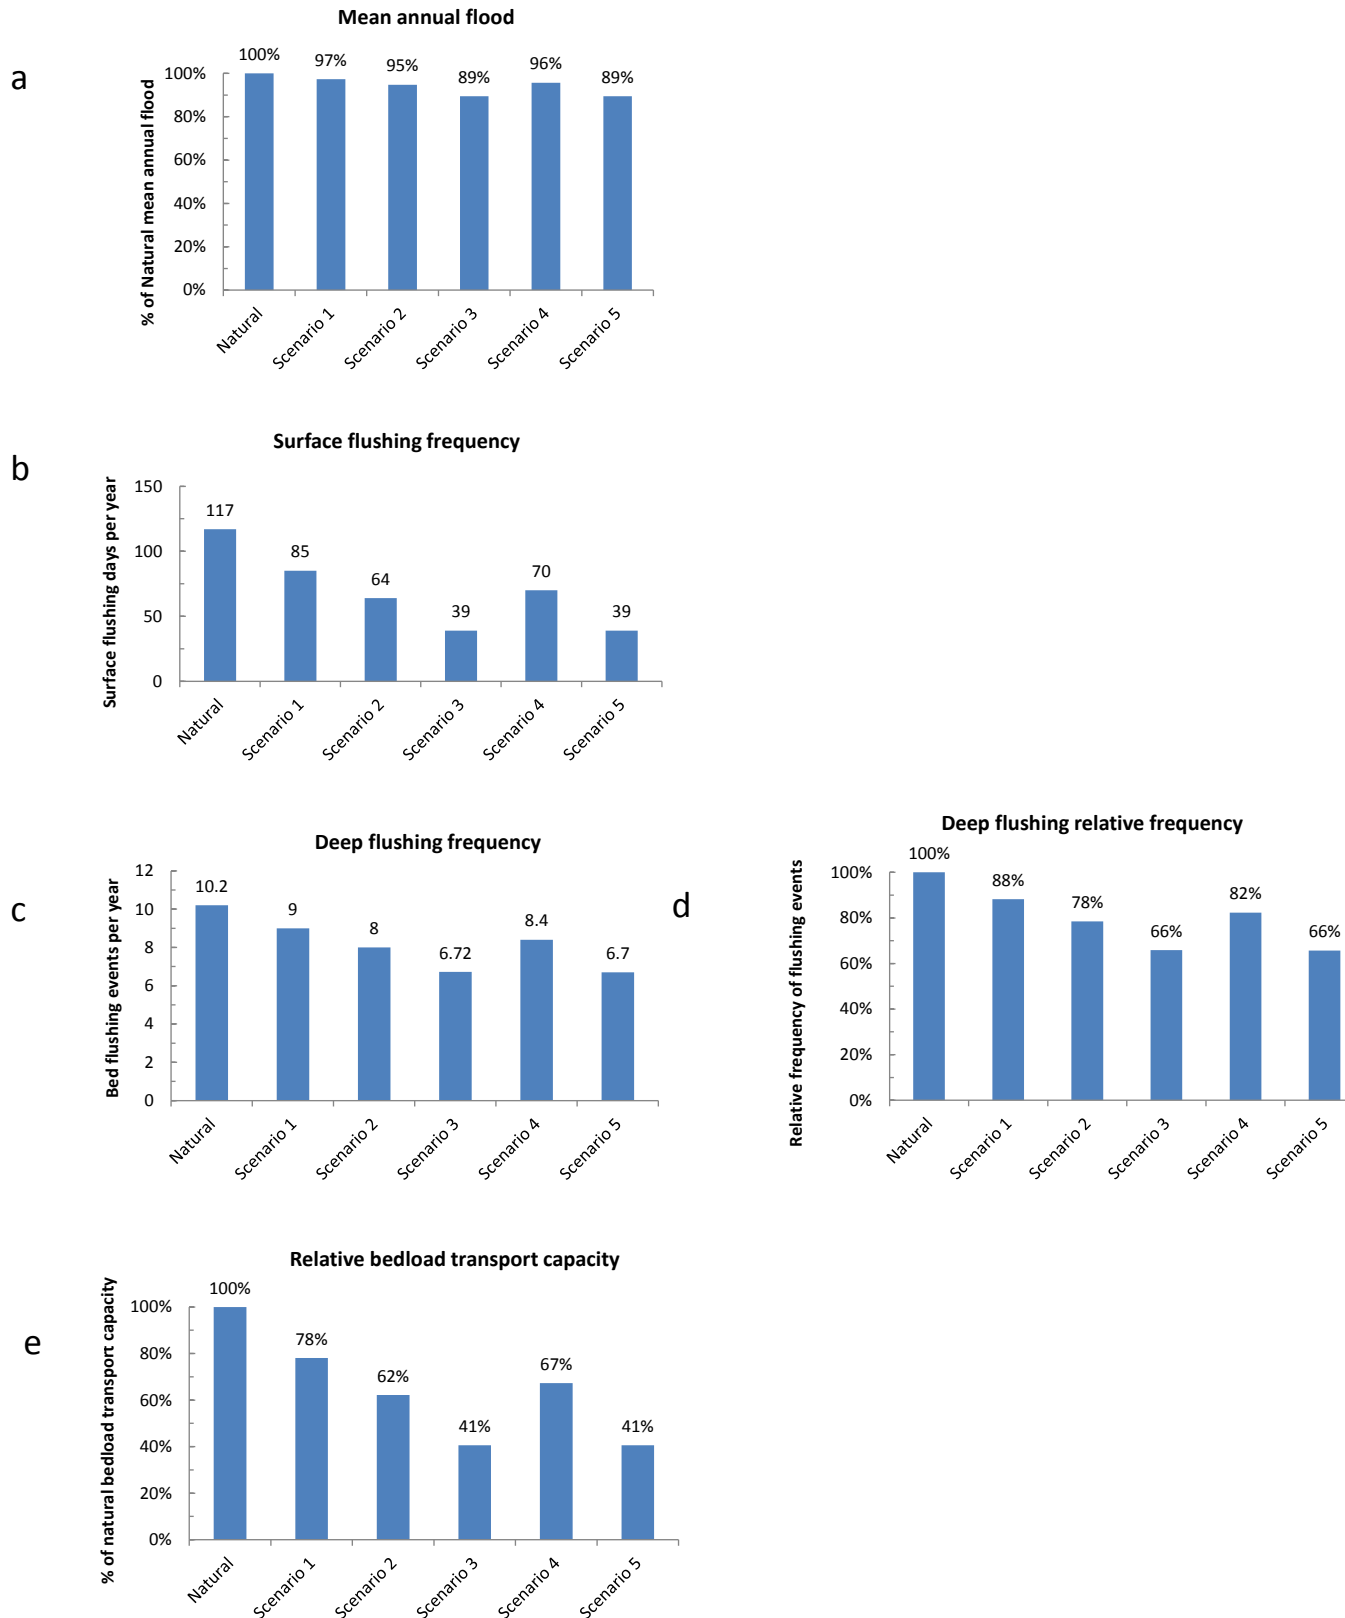 Mean annual flood
a
% of Natural mean annual flood
100%
80%
60%
40%
20%
0%
100%
97%
95%
89%
96%
89%
Natural
Scenario 1
Scenario 2
Scenario 3
Scenario 4
Scenario 5
Surface flushing frequency
b
Surface flushing days per year
150
100
50
0
117
85
64
39
70
39
Natural
Scenario 1
Scenario 2
Scenario 3
Scenario 4
Scenario 5
Deep flushing frequency
c
Bed flushing events per year
12
10
8
6
4
2
0
10.2
9
8
6.72
8.4
6.7
Natural
Scenario 1
Scenario 2
Scenario 3
Scenario 4
Scenario 5
Deep flushing relative frequency
d
Relative frequency of flushing events
100%
80%
60%
40%
20%
0%
100%
88%
78%
66%
82%
66%
Natural
Scenario 1
Scenario 2
Scenario 3
Scenario 4
Scenario 5
Relative bedload transport capacity
e
% of natural bedload transport capacity
100%
80%
60%
40%
20%
0%
100%
78%
62%
41%
67%
41%
Natural
Scenario 1
Scenario 2
Scenario 3
Scenario 4
Scenario 5